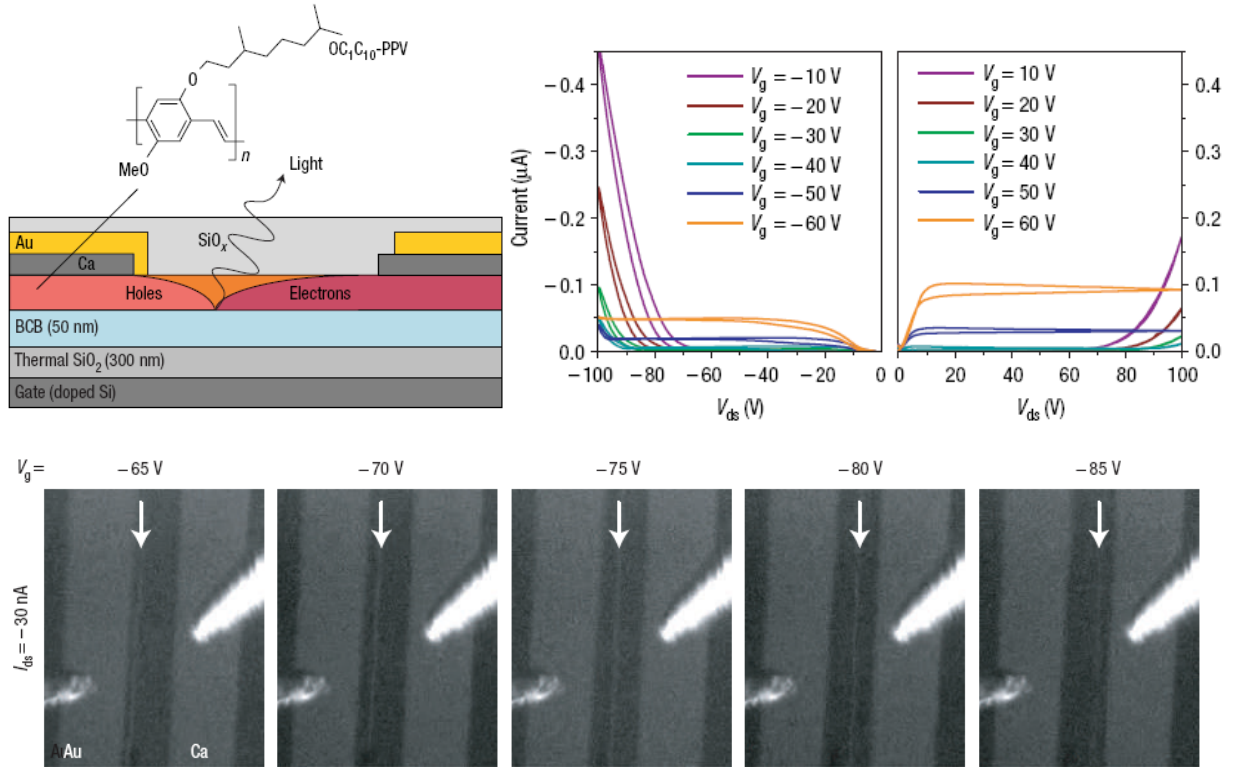 OC1C10-PPV
O
MeO
n
Light
SiOx
Au
Ca
Holes
Electrons
BCB (50 nm)
Thermal SiO2 (300 nm)
Gate (doped Si)
Current (μA)
−0.4
−0.3
−0.2
−0.1
0.0
−100
−80
−60
−40
−20
0
Vds (V)
Vg = −10 V
Vg = −20 V
Vg = −30 V
Vg = −40 V
Vg = −50 V
Vg = −60 V
Vg = 10 V
Vg = 20 V
Vg = 30 V
Vg = 40 V
Vg = 50 V
Vg = 60 V
0.4
0.3
0.2
0.1
0.0
0
20
40
60
80
100
Vds (V)
Vg = −65 V −70 V −75 V −80 V −85 V
Ids = −30 nA
Au
Ca